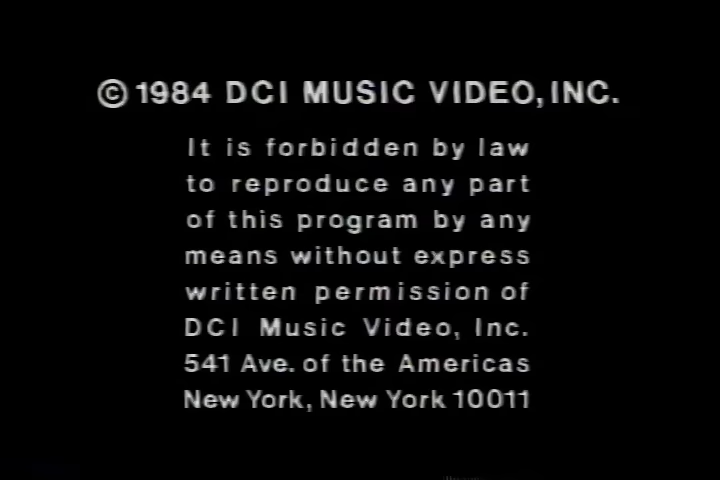 © 1984 DCI MUSIC VIDEO, INC.
It is forbidden by law
to reproduce any part
of this program by any
means without express
written permission of
DCI Music Video, Inc.
541 Ave. of the Americas
New York, New York 10011